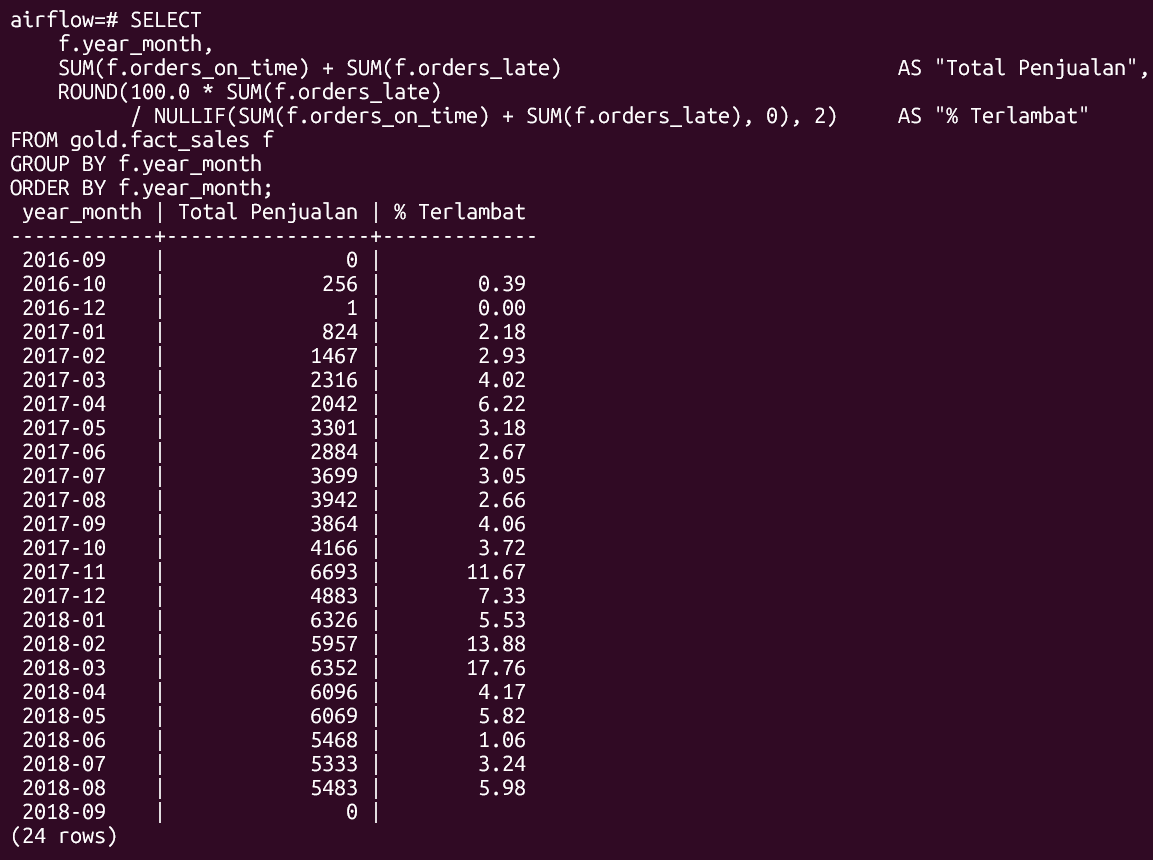 airflow=# SELECT
    f.year_month,
    SUM(f.orders_on_time) + SUM(f.orders_late)                            AS "Total Penjualan",
    ROUND(100.0 * SUM(f.orders_late)
          / NULLIF(SUM(f.orders_on_time) + SUM(f.orders_late), 0), 2)     AS "% Terlambat"
FROM gold.fact_sales f
GROUP BY f.year_month
ORDER BY f.year_month;
 year_month | Total Penjualan | % Terlambat
------------+-----------------+-------------
 2016-09    |               0 |
 2016-10    |             256 |        0.39
 2016-12    |               1 |        0.00
 2017-01    |             824 |        2.18
 2017-02    |            1467 |        2.93
 2017-03    |            2316 |        4.02
 2017-04    |            2042 |        6.22
 2017-05    |            3301 |        3.18
 2017-06    |            2884 |        2.67
 2017-07    |            3699 |        3.05
 2017-08    |            3942 |        2.66
 2017-09    |            3864 |        4.06
 2017-10    |            4166 |        3.72
 2017-11    |            6693 |       11.67
 2017-12    |            4883 |        7.33
 2018-01    |            6326 |        5.53
 2018-02    |            5957 |       13.88
 2018-03    |            6352 |       17.76
 2018-04    |            6096 |        4.17
 2018-05    |            6069 |        5.82
 2018-06    |            5468 |        1.06
 2018-07    |            5333 |        3.24
 2018-08    |            5483 |        5.98
 2018-09    |               0 |
(24 rows)